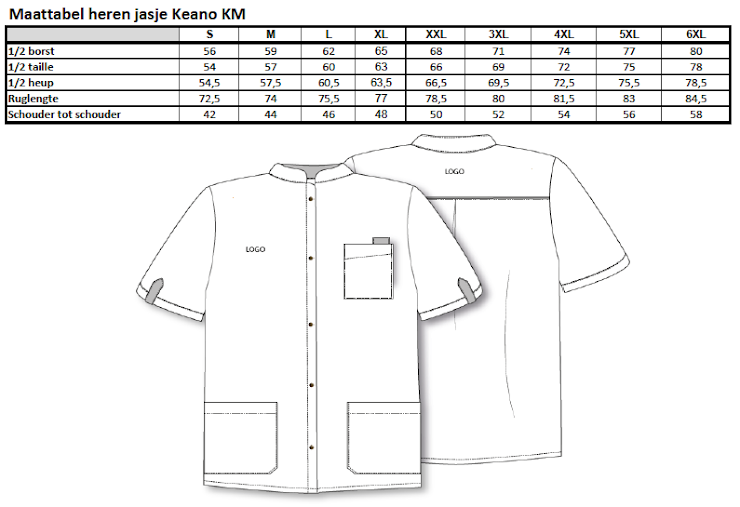 Maattabel heren jasje Keano KM
S M L XL XXL 3XL 4XL 5XL 6XL
1/2 borst 56 59 62 65 68 71 74 77 80
1/2 taille 54 57 60 63 66 69 72 75 78
1/2 heup 54,5 57,5 60,5 63,5 66,5 69,5 72,5 75,5 78,5
Ruglengte 72,5 74 75,5 77 78,5 80 81,5 83 84,5
Schouder tot schouder 42 44 46 48 50 52 54 56 58
LOGO
LOGO